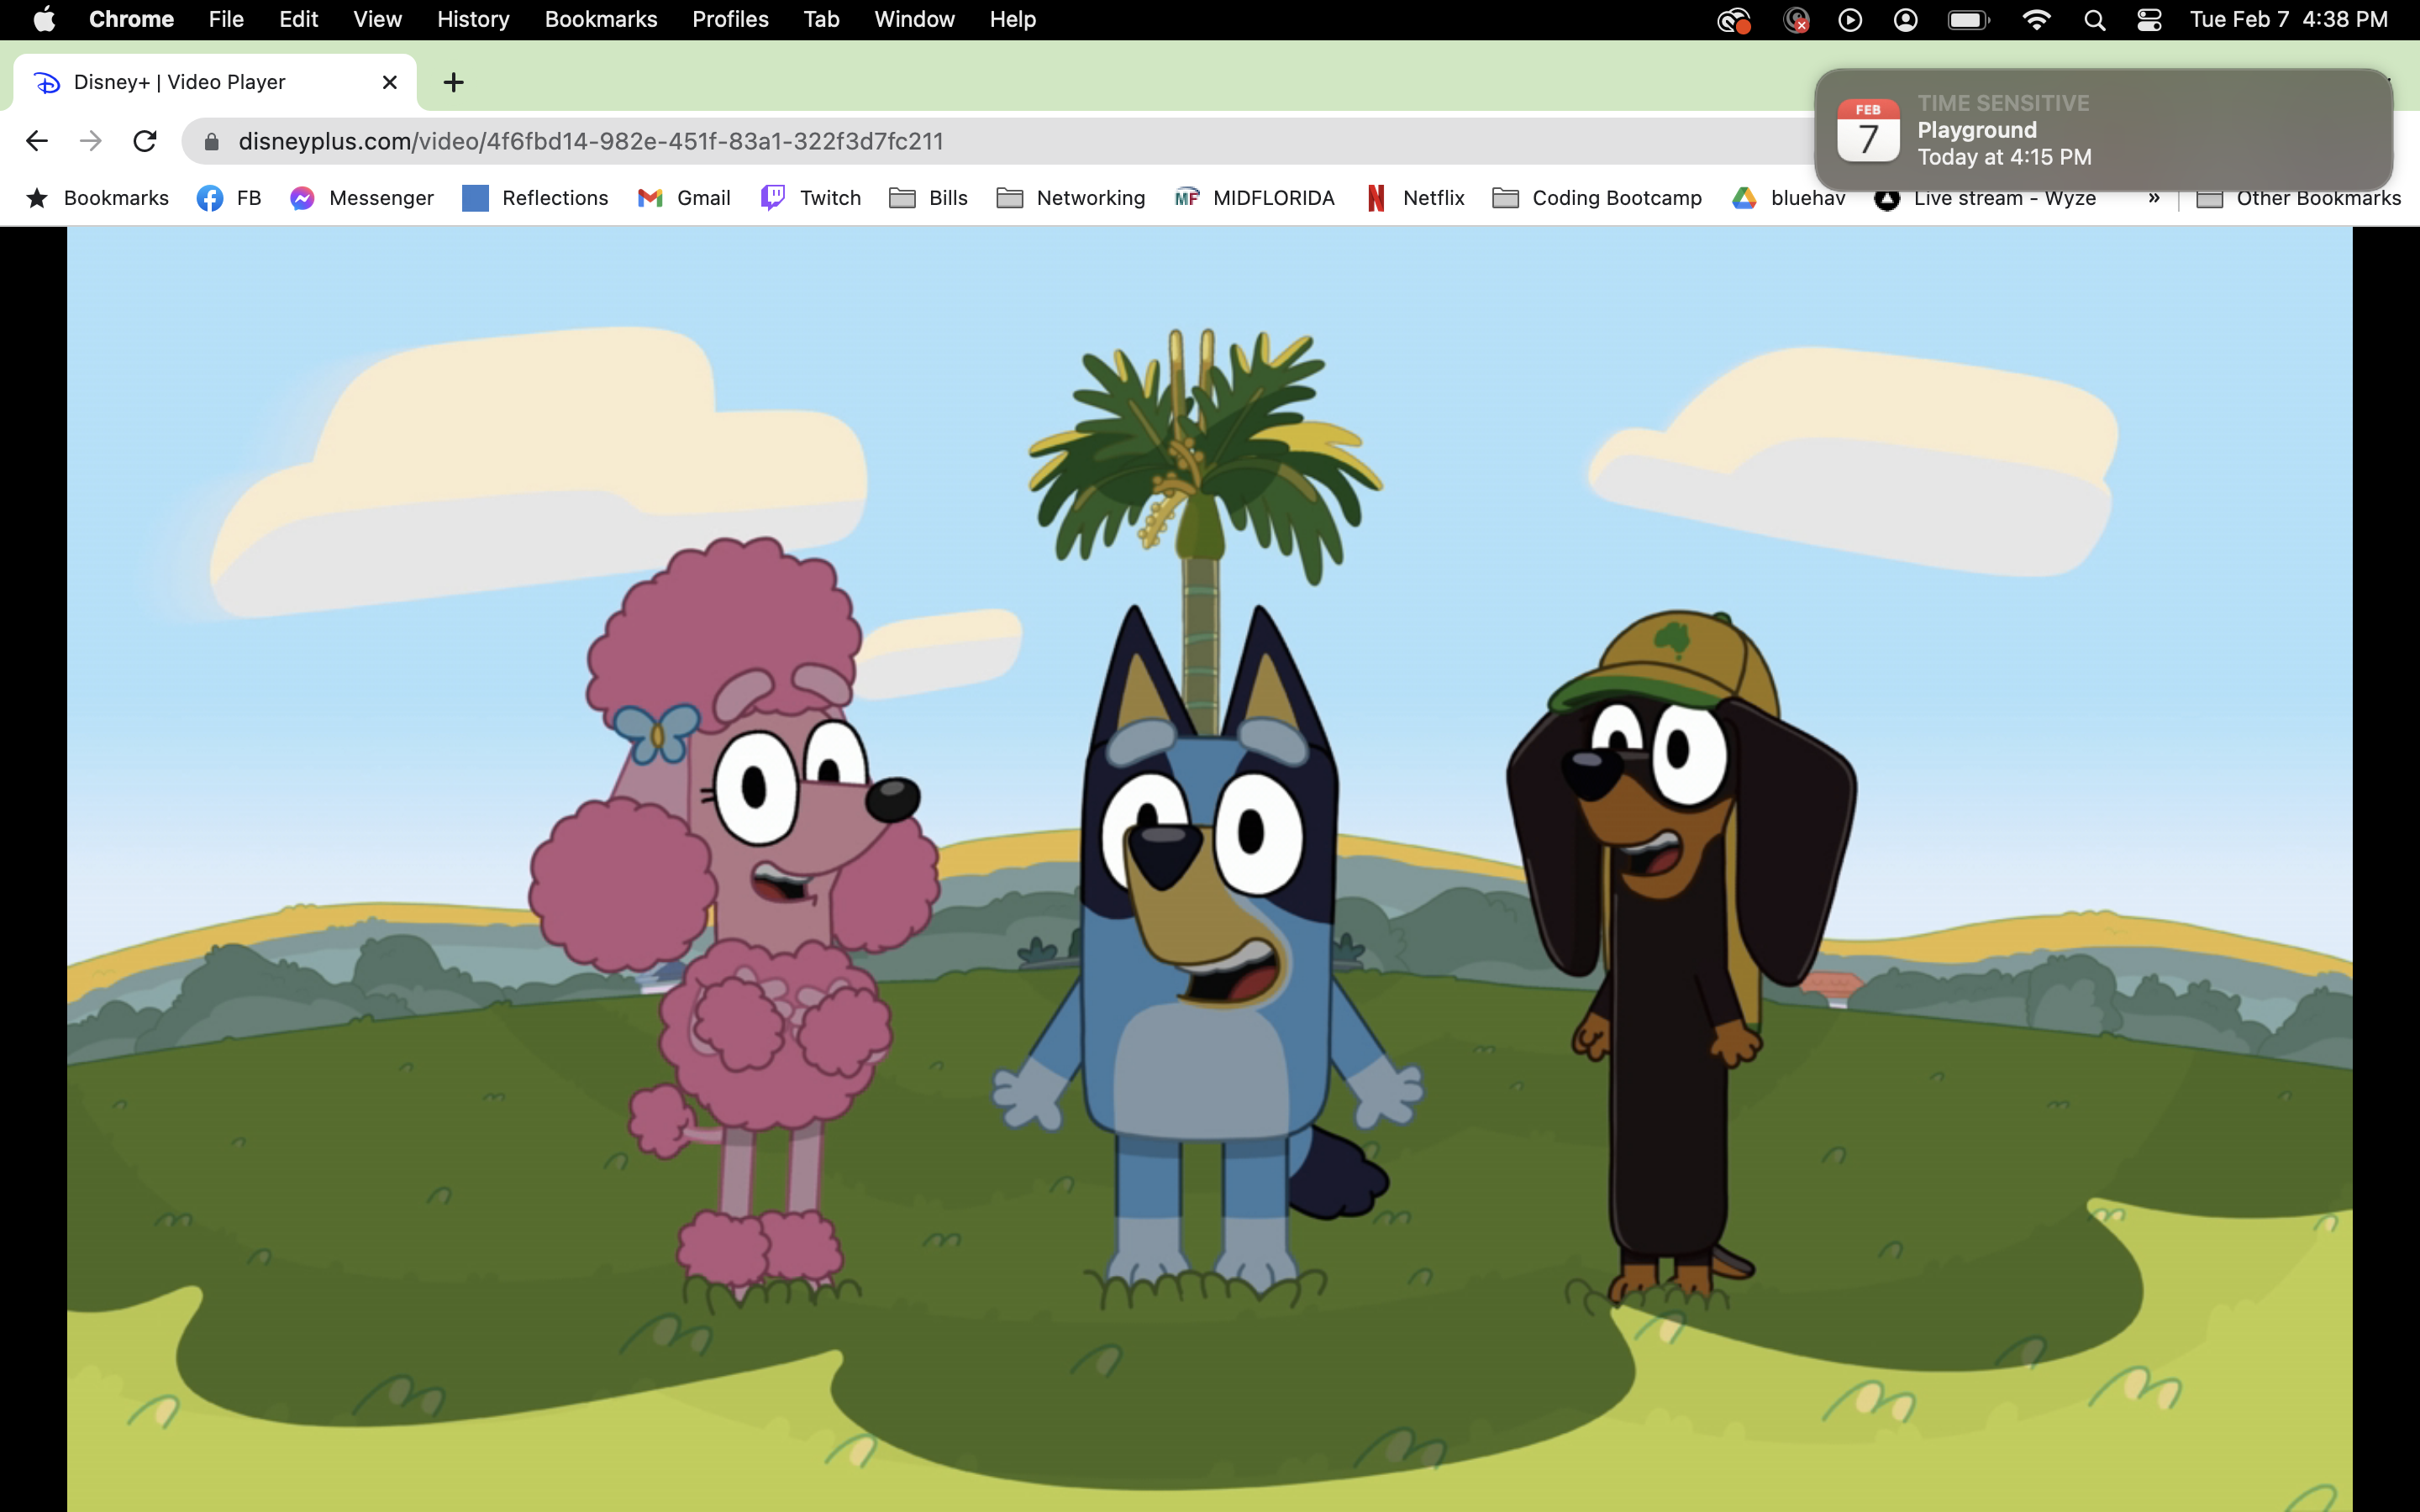 Chrome File Edit View History Bookmarks Profiles Tab Window Help Tue Feb 7 4:38 PM
Disney+ | Video Player
TIME SENSITIVE
FEB
7
Playground
Today at 4:15 PM
disneyplus.com/video/4f6fbd14-982e-451f-83a1-322f3d7fc211
Bookmarks FB Messenger Reflections Gmail Twitch Bills Networking MF MIDFLORIDA Netflix Coding Bootcamp bluehav Live stream - Wyze » Other Bookmarks